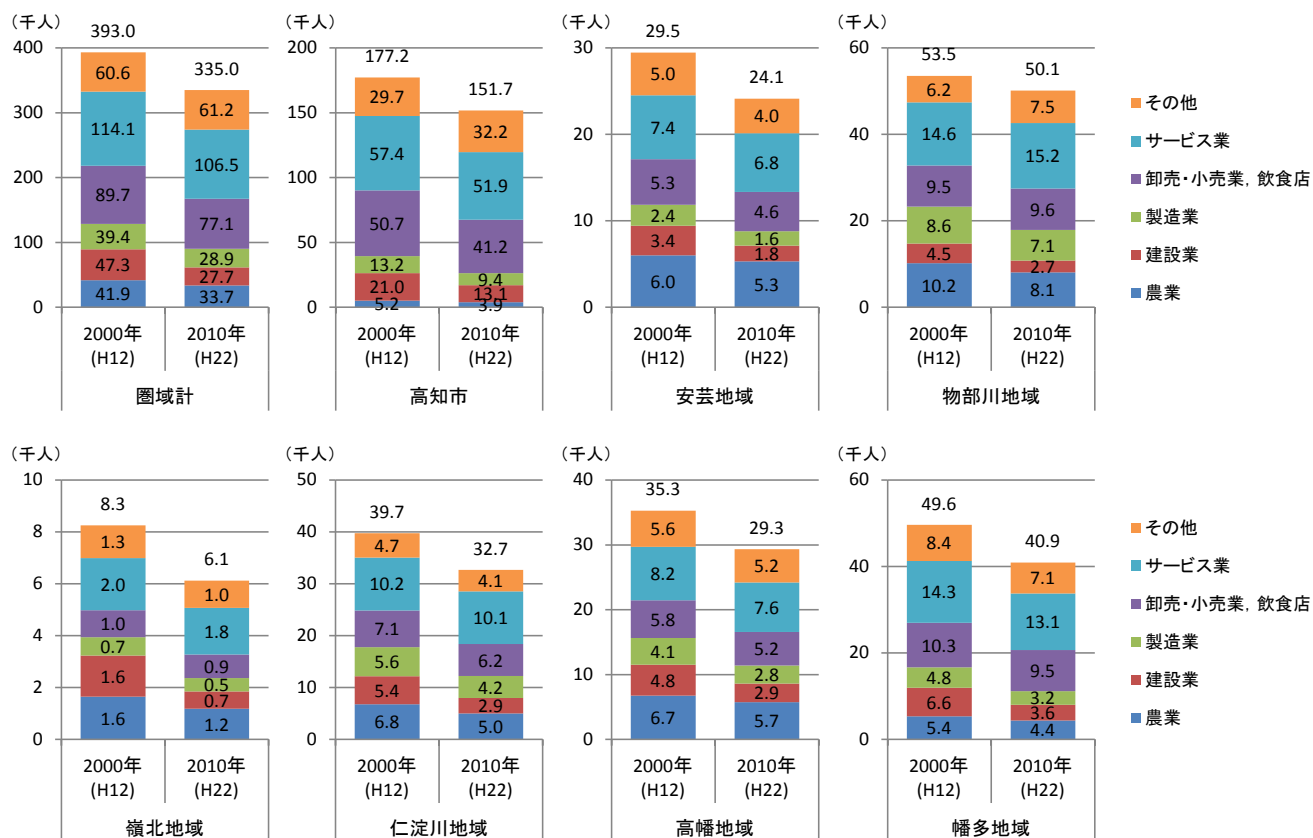 （千人）
393.0
335.0
400
300
200
100
0
60.6
114.1
89.7
39.4
47.3
41.9
61.2
106.5
77.1
28.9
27.7
33.7
2000年
(H12)
2010年
(H22)
圏域計
（千人）
177.2
151.7
200
150
100
50
0
29.7
57.4
50.7
13.2
21.0
5.2
32.2
51.9
41.2
9.4
13.1
3.9
2000年
(H12)
2010年
(H22)
高知市
（千人）
29.5
24.1
30
20
10
0
5.0
7.4
5.3
2.4
3.4
6.0
4.0
6.8
4.6
1.6
1.8
5.3
2000年
(H12)
2010年
(H22)
安芸地域
（千人）
53.5
50.1
60
40
20
0
6.2
14.6
9.5
8.6
4.5
10.2
7.5
15.2
9.6
7.1
2.7
8.1
2000年
(H12)
2010年
(H22)
物部川地域
その他
サービス業
卸売・小売業，飲食店
製造業
建設業
農業
（千人）
8.3
6.1
10
8
6
4
2
0
1.3
2.0
1.0
0.7
1.6
1.6
1.0
1.8
0.9
0.5
0.7
1.2
2000年
(H12)
2010年
(H22)
嶺北地域
（千人）
39.7
32.7
50
40
30
20
10
0
4.7
10.2
7.1
5.6
5.4
6.8
4.1
10.1
6.2
4.2
2.9
5.0
2000年
(H12)
2010年
(H22)
仁淀川地域
（千人）
35.3
29.3
40
30
20
10
0
5.6
8.2
5.8
4.1
4.8
6.7
5.2
7.6
5.2
2.8
2.9
5.7
2000年
(H12)
2010年
(H22)
高幡地域
（千人）
49.6
40.9
60
40
20
0
8.4
14.3
10.3
4.8
6.6
5.4
7.1
13.1
9.5
3.2
3.6
4.4
2000年
(H12)
2010年
(H22)
幡多地域
その他
サービス業
卸売・小売業，飲食店
製造業
建設業
農業